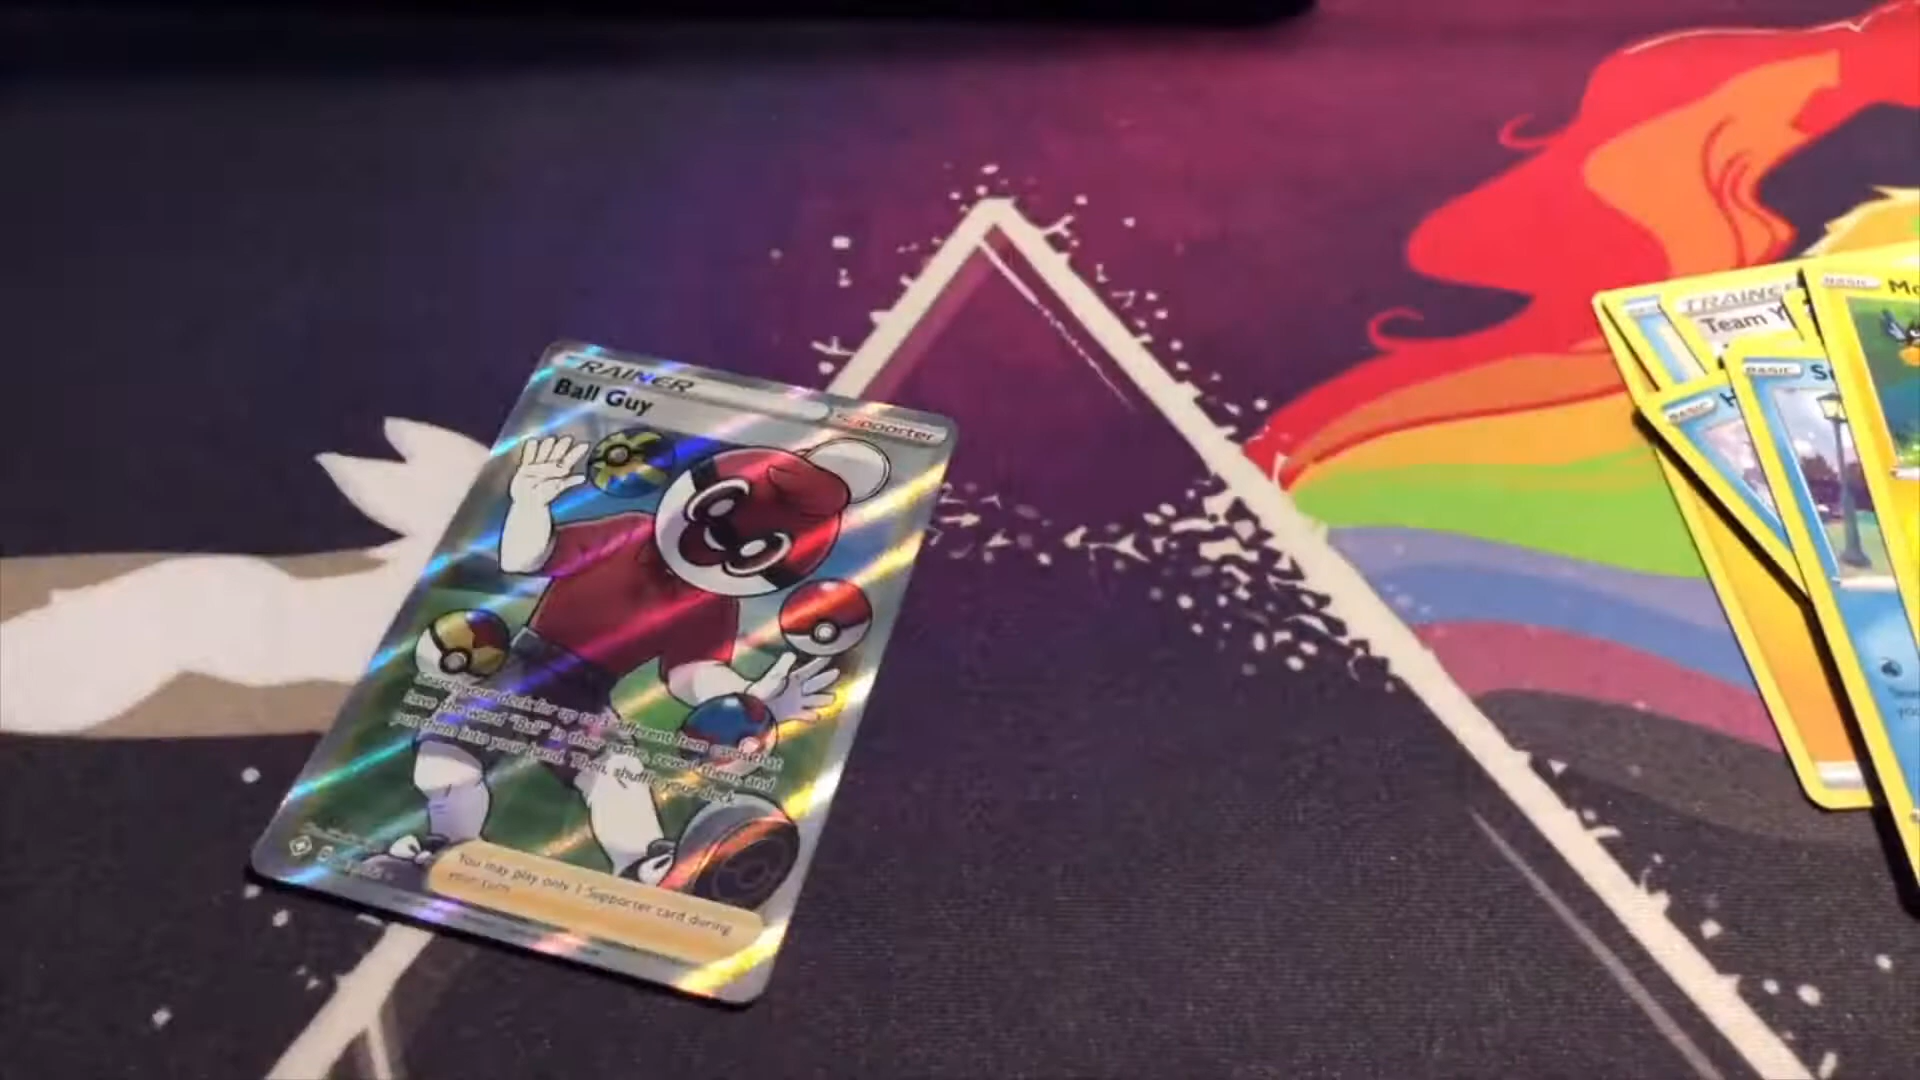 TRAINER
Ball Guy
Supporter
Search your deck for up to 3 different Item cards that
have the word "Ball" in their name, reveal them, and
put them into your hand. Then, shuffle your deck.
You may play only 1 Supporter card during
your turn.
TRAINER
Team Y
BASIC
BASIC
BASIC